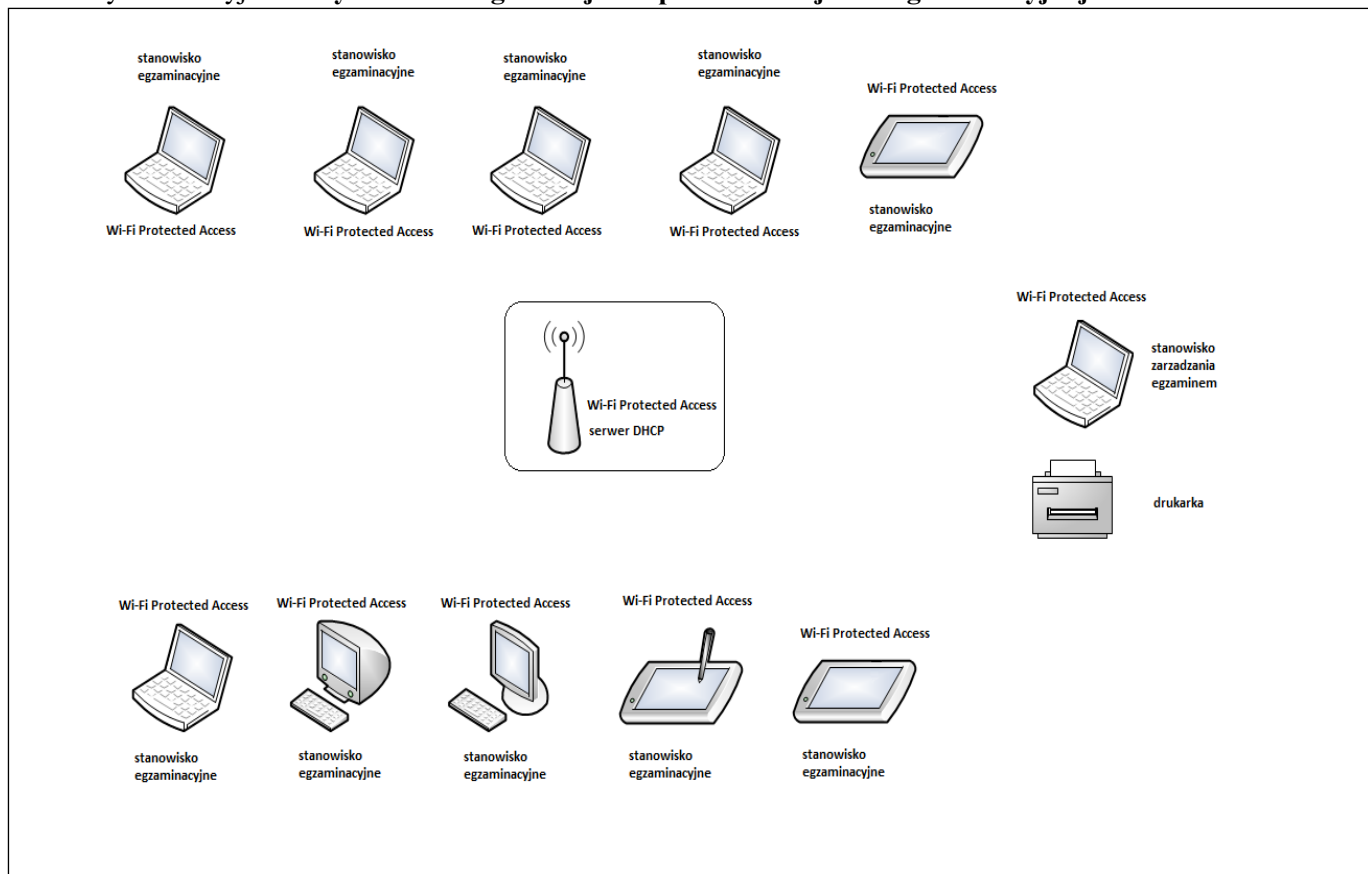 stanowisko
egzaminacyjne
stanowisko
egzaminacyjne
stanowisko
egzaminacyjne
stanowisko
egzaminacyjne
Wi-Fi Protected Access
Wi-Fi Protected Access
Wi-Fi Protected Access
Wi-Fi Protected Access
Wi-Fi Protected Access
stanowisko
egzaminacyjne
Wi-Fi Protected Access
stanowisko
zarzadzania
egzaminem
Wi-Fi Protected Access
serwer DHCP
drukarka
Wi-Fi Protected Access
Wi-Fi Protected Access
Wi-Fi Protected Access
Wi-Fi Protected Access
Wi-Fi Protected Access
stanowisko
egzaminacyjne
stanowisko
egzaminacyjne
stanowisko
egzaminacyjne
stanowisko
egzaminacyjne
stanowisko
egzaminacyjne